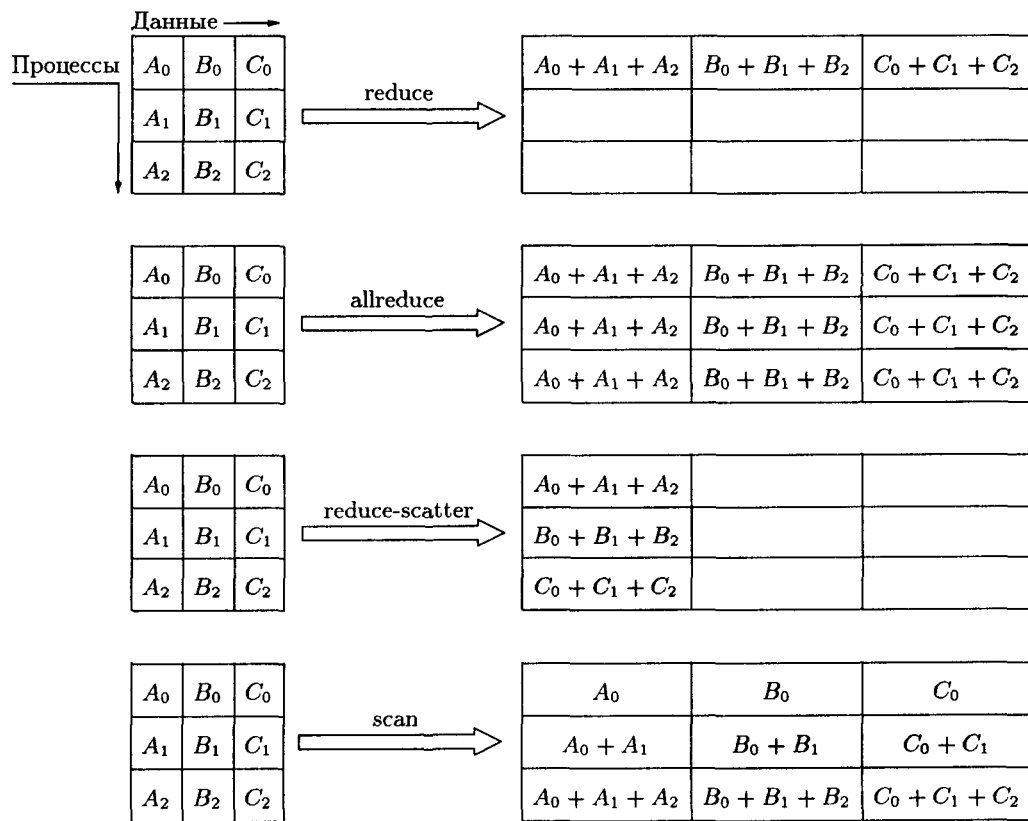 Данные
Процессы
A₀ B₀ C₀
A₁ B₁ C₁
A₂ B₂ C₂
reduce
A₀ + A₁ + A₂ B₀ + B₁ + B₂ C₀ + C₁ + C₂
A₀ B₀ C₀
A₁ B₁ C₁
A₂ B₂ C₂
allreduce
A₀ + A₁ + A₂ B₀ + B₁ + B₂ C₀ + C₁ + C₂
A₀ + A₁ + A₂ B₀ + B₁ + B₂ C₀ + C₁ + C₂
A₀ + A₁ + A₂ B₀ + B₁ + B₂ C₀ + C₁ + C₂
A₀ B₀ C₀
A₁ B₁ C₁
A₂ B₂ C₂
reduce-scatter
A₀ + A₁ + A₂
B₀ + B₁ + B₂
C₀ + C₁ + C₂
A₀ B₀ C₀
A₁ B₁ C₁
A₂ B₂ C₂
scan
A₀ B₀ C₀
A₀ + A₁ B₀ + B₁ C₀ + C₁
A₀ + A₁ + A₂ B₀ + B₁ + B₂ C₀ + C₁ + C₂